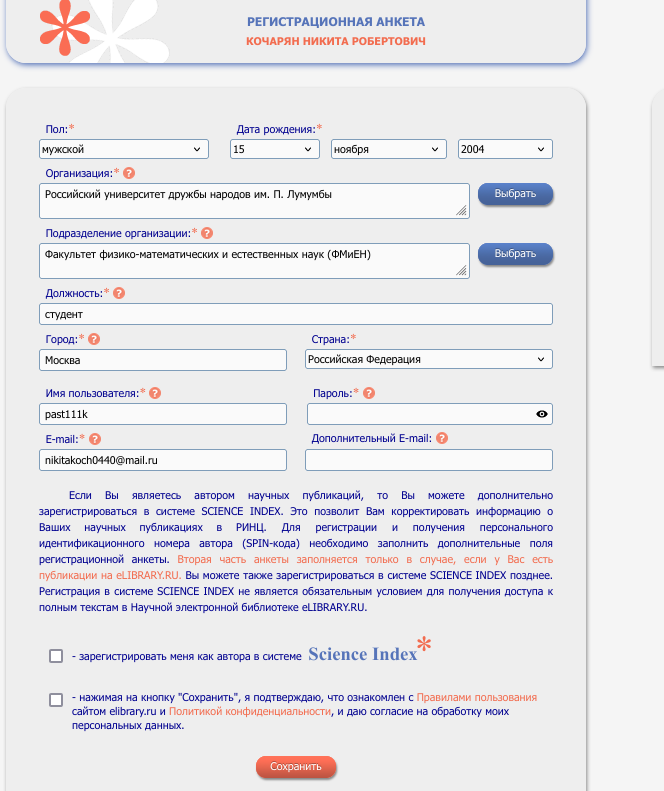 РЕГИСТРАЦИОННАЯ АНКЕТА
КОЧАРЯН НИКИТА РОБЕРТОВИЧ
Пол:* Дата рождения:*
мужской 15 ноября 2004
Организация:* ?
Российский университет дружбы народов им. П. Лумумбы Выбрать
Подразделение организации:* ?
Факультет физико-математических и естественных наук (ФМиЕН) Выбрать
Должность:* ?
студент
Город:* ? Страна:*
Москва Российская Федерация
Имя пользователя:* ? Пароль:* ?
past111k
E-mail:* ? Дополнительный E-mail: ?
nikitakoch0440@mail.ru
Если Вы являетесь автором научных публикаций, то Вы можете дополнительно
зарегистрироваться в системе SCIENCE INDEX. Это позволит Вам корректировать информацию о
Ваших научных публикациях в РИНЦ. Для регистрации и получения персонального
идентификационного номера автора (SPIN-кода) необходимо заполнить дополнительные поля
регистрационной анкеты. Вторая часть анкеты заполняется только в случае, если у Вас есть
публикации на eLIBRARY.RU. Вы можете также зарегистрироваться в системе SCIENCE INDEX позднее.
Регистрация в системе SCIENCE INDEX не является обязательным условием для получения доступа к
полным текстам в Научной электронной библиотеке eLIBRARY.RU.
- зарегистрировать меня как автора в системе Science Index*
- нажимая на кнопку "Сохранить", я подтверждаю, что ознакомлен с Правилами пользования
сайтом elibrary.ru и Политикой конфиденциальности, и даю согласие на обработку моих
персональных данных.
Сохранить